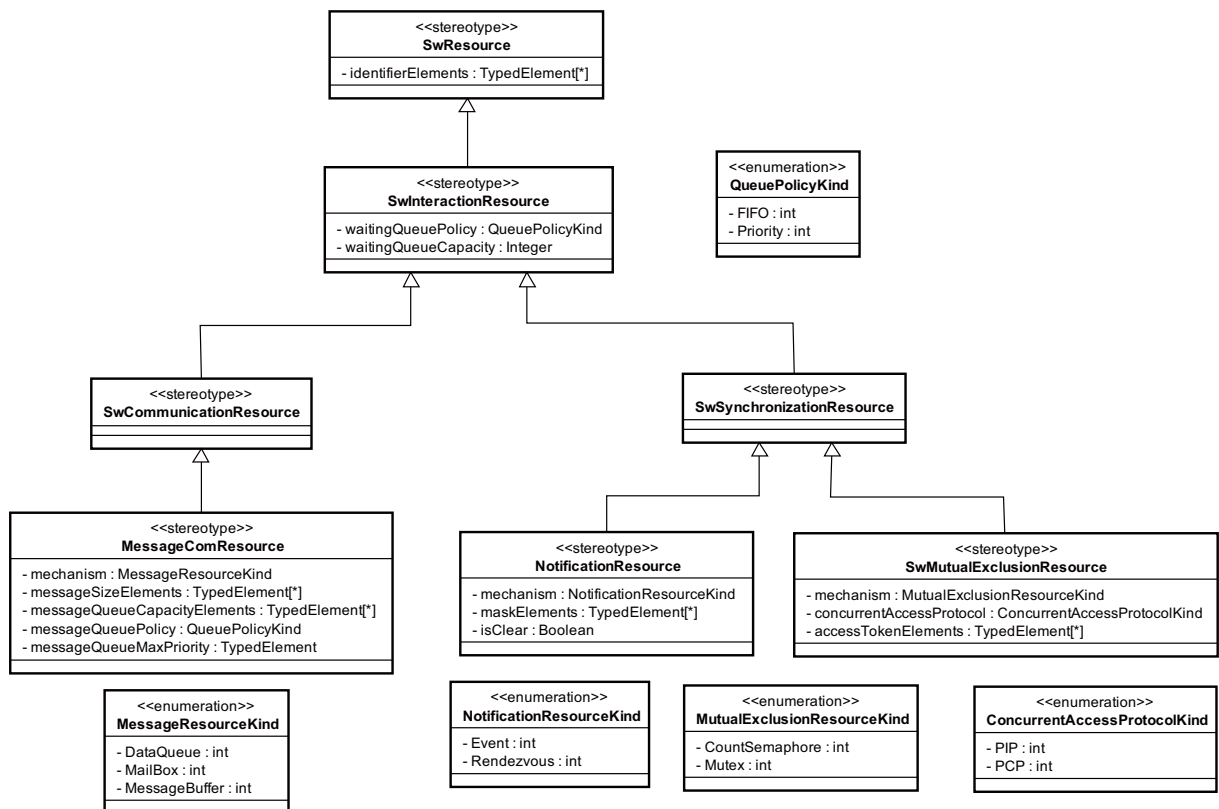 <<stereotype>>
SwResource
- identifierElements : TypedElement[*]
<<stereotype>>
SwInteractionResource
- waitingQueuePolicy : QueuePolicyKind
- waitingQueueCapacity : Integer
<<enumeration>>
QueuePolicyKind
- FIFO : int
- Priority : int
<<stereotype>>
SwCommunicationResource
<<stereotype>>
SwSynchronizationResource
<<stereotype>>
MessageComResource
- mechanism : MessageResourceKind
- messageSizeElements : TypedElement[*]
- messageQueueCapacityElements : TypedElement[*]
- messageQueuePolicy : QueuePolicyKind
- messageQueueMaxPriority : TypedElement
<<stereotype>>
NotificationResource
- mechanism : NotificationResourceKind
- maskElements : TypedElement[*]
- isClear : Boolean
<<stereotype>>
SwMutualExclusionResource
- mechanism : MutualExclusionResourceKind
- concurrentAccessProtocol : ConcurrentAccessProtocolKind
- accessTokenElements : TypedElement[*]
<<enumeration>>
MessageResourceKind
- DataQueue : int
- MailBox : int
- MessageBuffer : int
<<enumeration>>
NotificationResourceKind
- Event : int
- Rendezvous : int
<<enumeration>>
MutualExclusionResourceKind
- CountSemaphore : int
- Mutex : int
<<enumeration>>
ConcurrentAccessProtocolKind
- PIP : int
- PCP : int